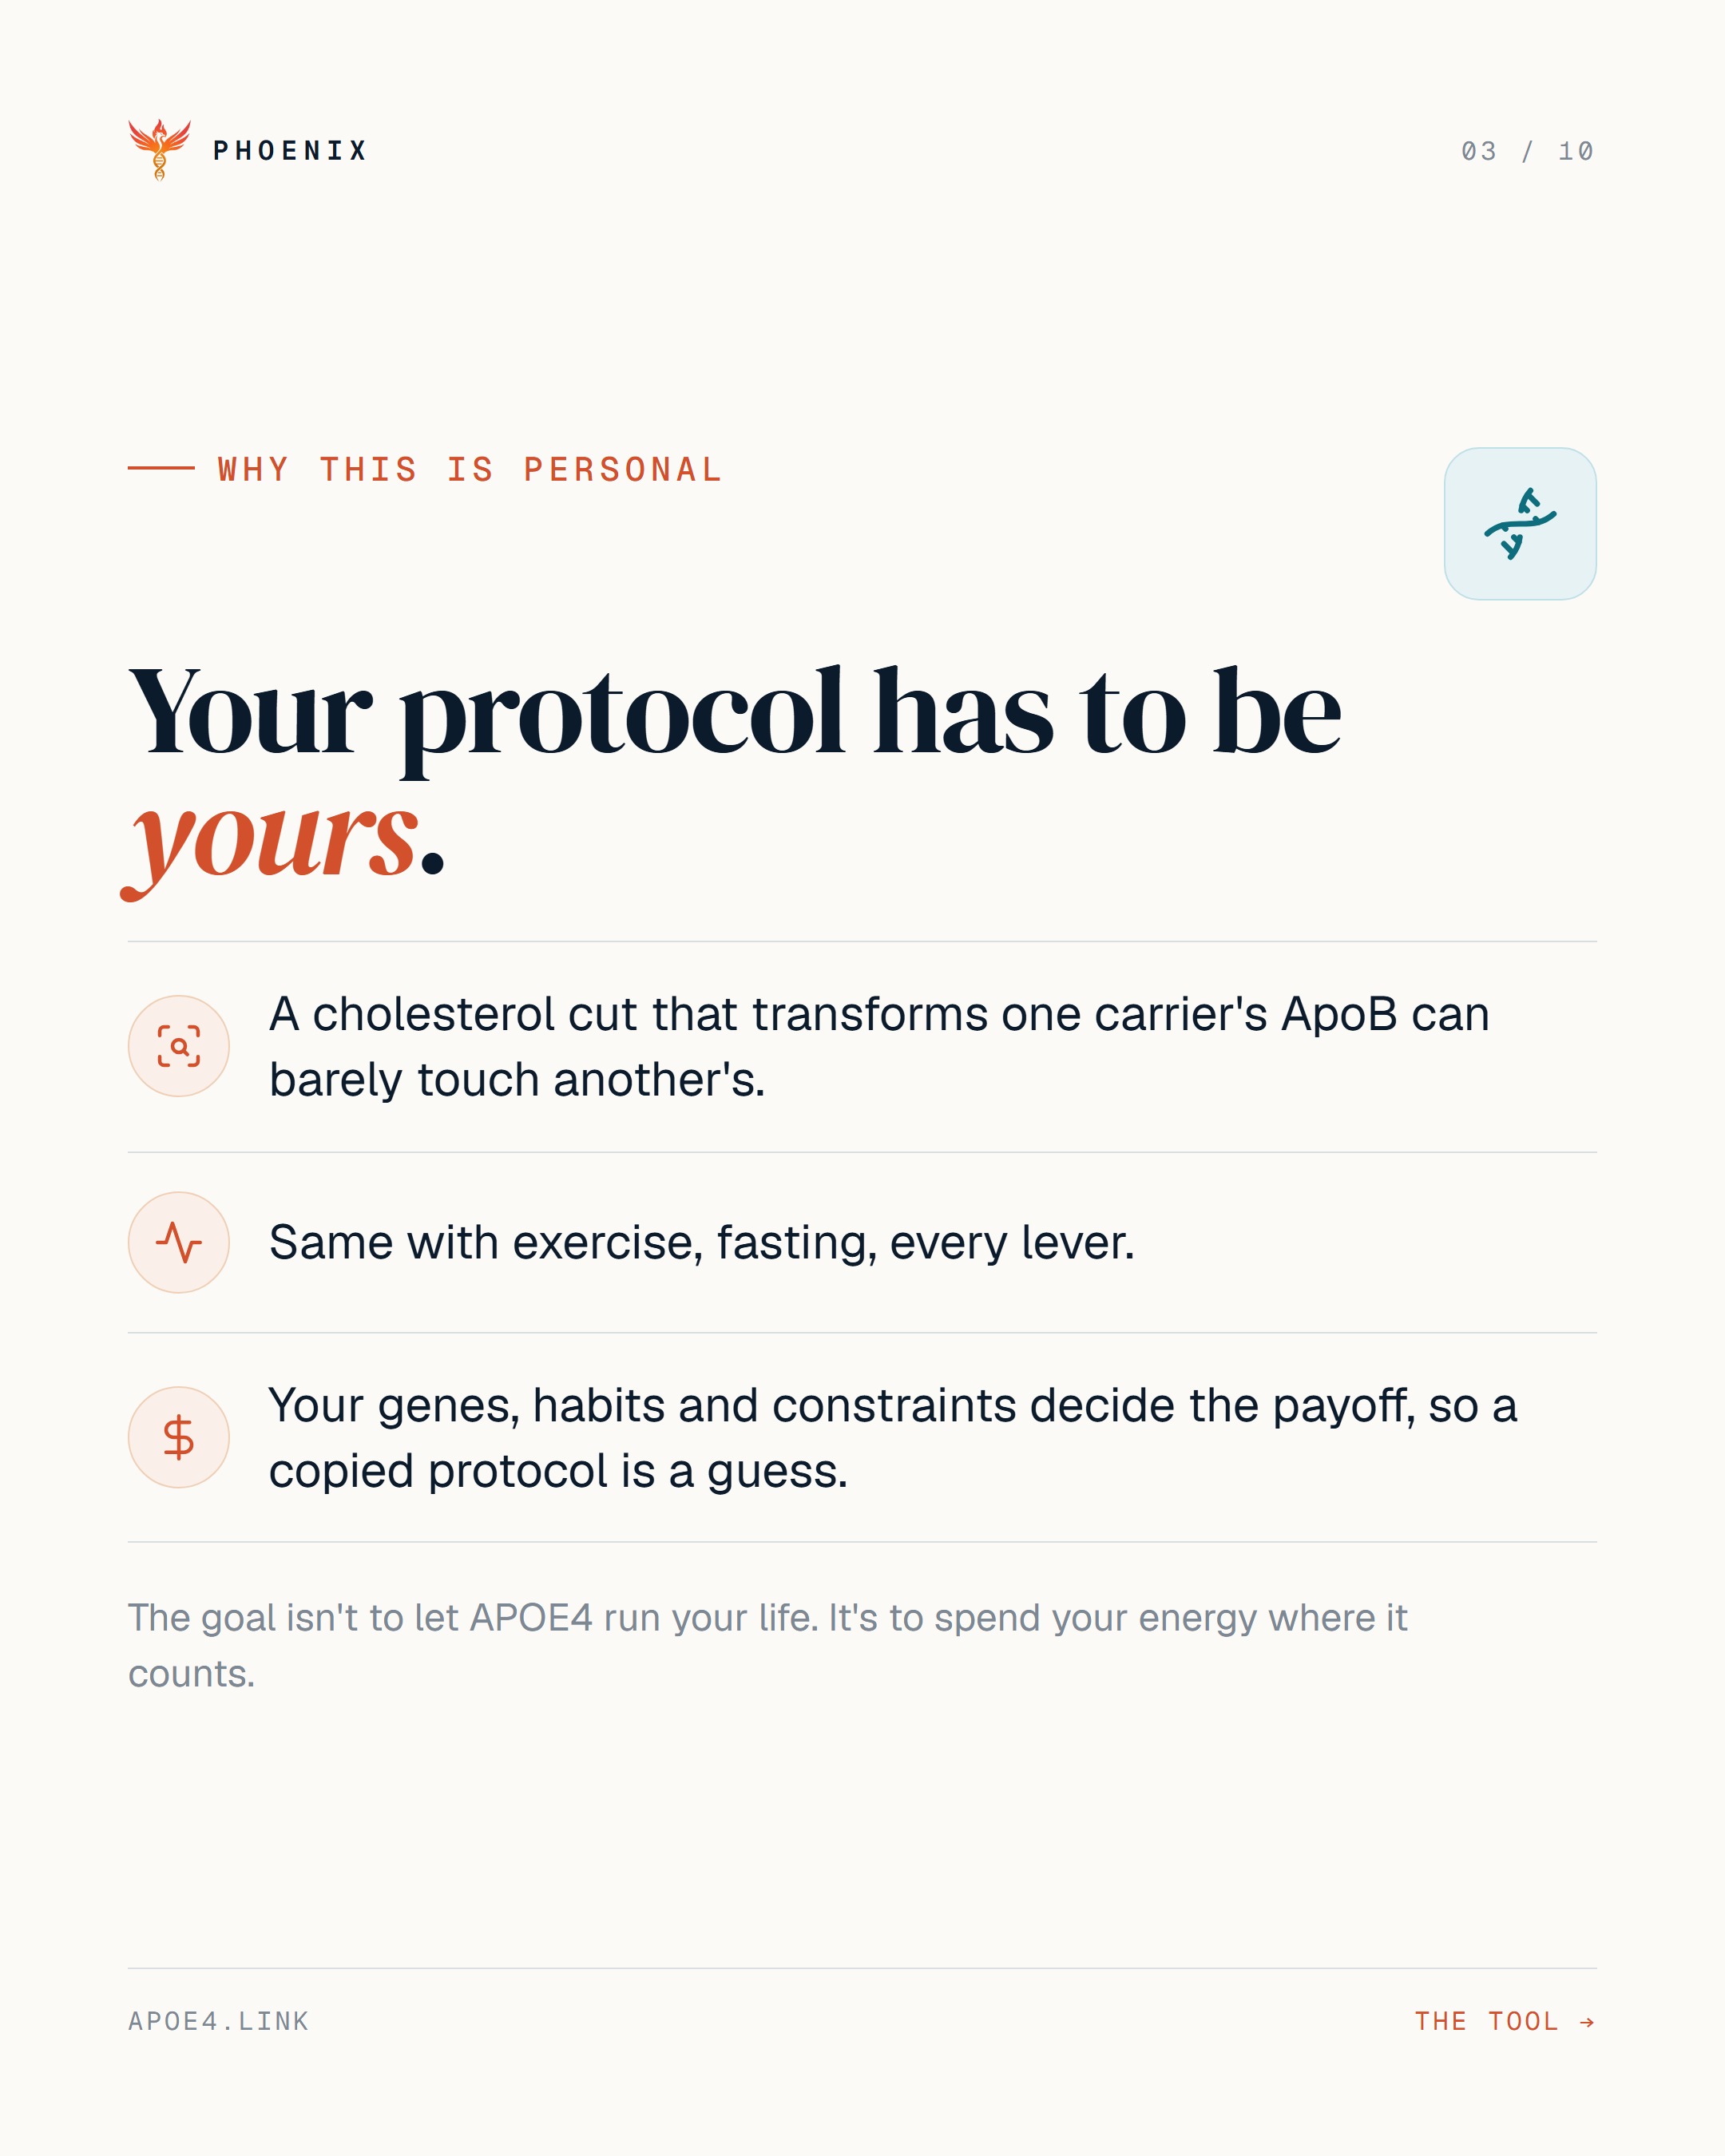 PHOENIX
03 / 10
WHY THIS IS PERSONAL
Your protocol has to be
yours.
A cholesterol cut that transforms one carrier's ApoB can
barely touch another's.
Same with exercise, fasting, every lever.
Your genes, habits and constraints decide the payoff, so a
copied protocol is a guess.
The goal isn't to let APOE4 run your life. It's to spend your energy where it
counts.
APOE4.LINK
THE TOOL →